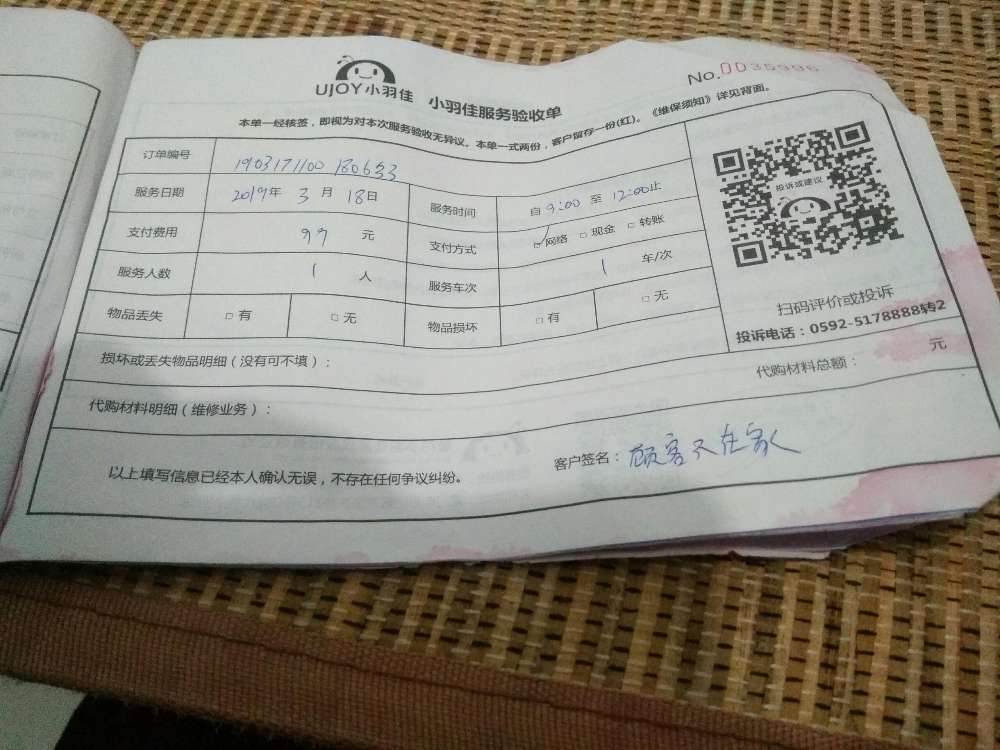 UJOY小羽佳 小羽佳服务验收单
No.0035996
本单一经核签，即视为对本次服务验收无异议。本单一式两份，客户留存一份(红)。《维保须知》详见背面。
订单编号 1903171100 180633
服务日期 2019年 3 月 18日 服务时间 自 9:00 至 12:00止
支付费用 99 元 支付方式 ☑网络 □现金 □转账
服务人数 1 人 服务车次 1 车/次
物品丢失 □有 □无 物品损坏 □有 □无
投诉或建议
扫码评价或投诉
投诉电话：0592-5178888转2
损坏或丢失物品明细（没有可不填）：
代购材料明细（维修业务）： 代购材料总额： 元
以上填写信息已经本人确认无误，不存在任何争议纠纷。 客户签名：顾客不在家